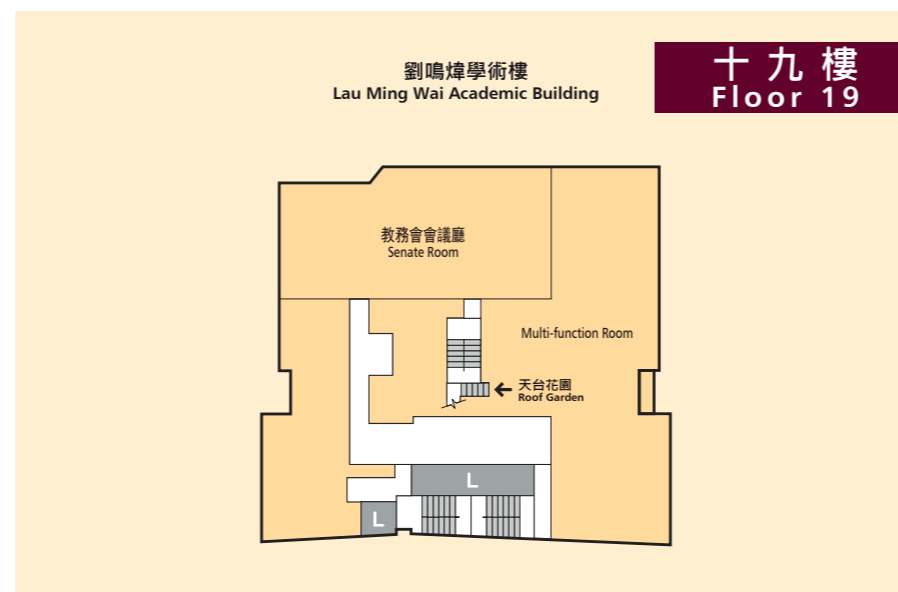 劉鳴煒學術樓
Lau Ming Wai Academic Building
十九樓
Floor 19
教務會會議廳
Senate Room
Multi-function Room
天台花園
Roof Garden
L
L